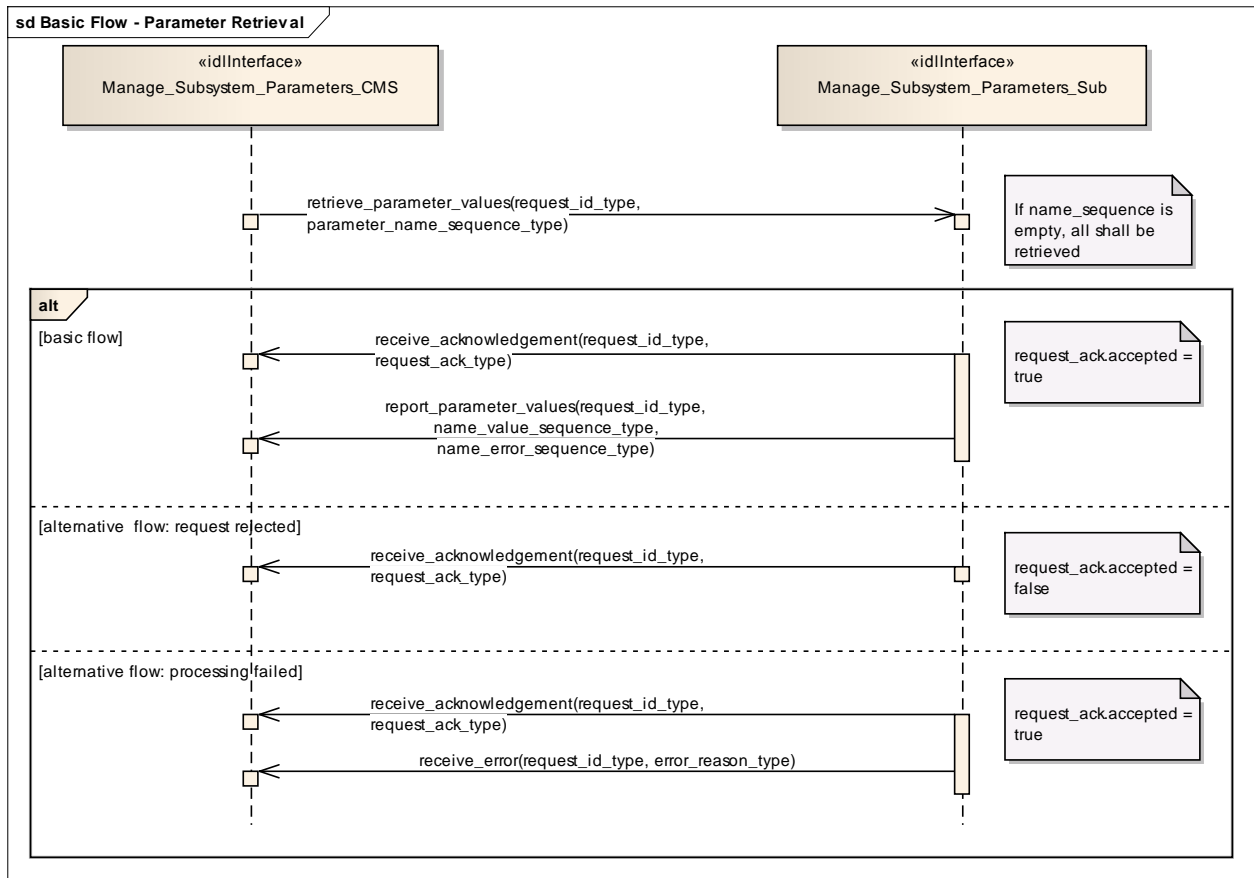 sd Basic Flow - Parameter Retrieval
«idlInterface»
Manage_Subsystem_Parameters_CMS
«idlInterface»
Manage_Subsystem_Parameters_Sub
retrieve_parameter_values(request_id_type,
parameter_name_sequence_type)
If name_sequence is
empty, all shall be
retrieved
alt
[basic flow]
receive_acknowledgement(request_id_type,
request_ack_type)
request_ack.accepted =
true
report_parameter_values(request_id_type,
name_value_sequence_type,
name_error_sequence_type)
[alternative flow: request rejected]
receive_acknowledgement(request_id_type,
request_ack_type)
request_ack.accepted =
false
[alternative flow: processing failed]
receive_acknowledgement(request_id_type,
request_ack_type)
request_ack.accepted =
true
receive_error(request_id_type, error_reason_type)